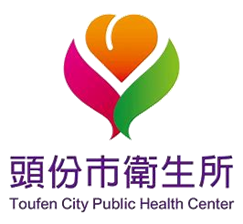 頭份市衛生所
Toufen City Public Health Center